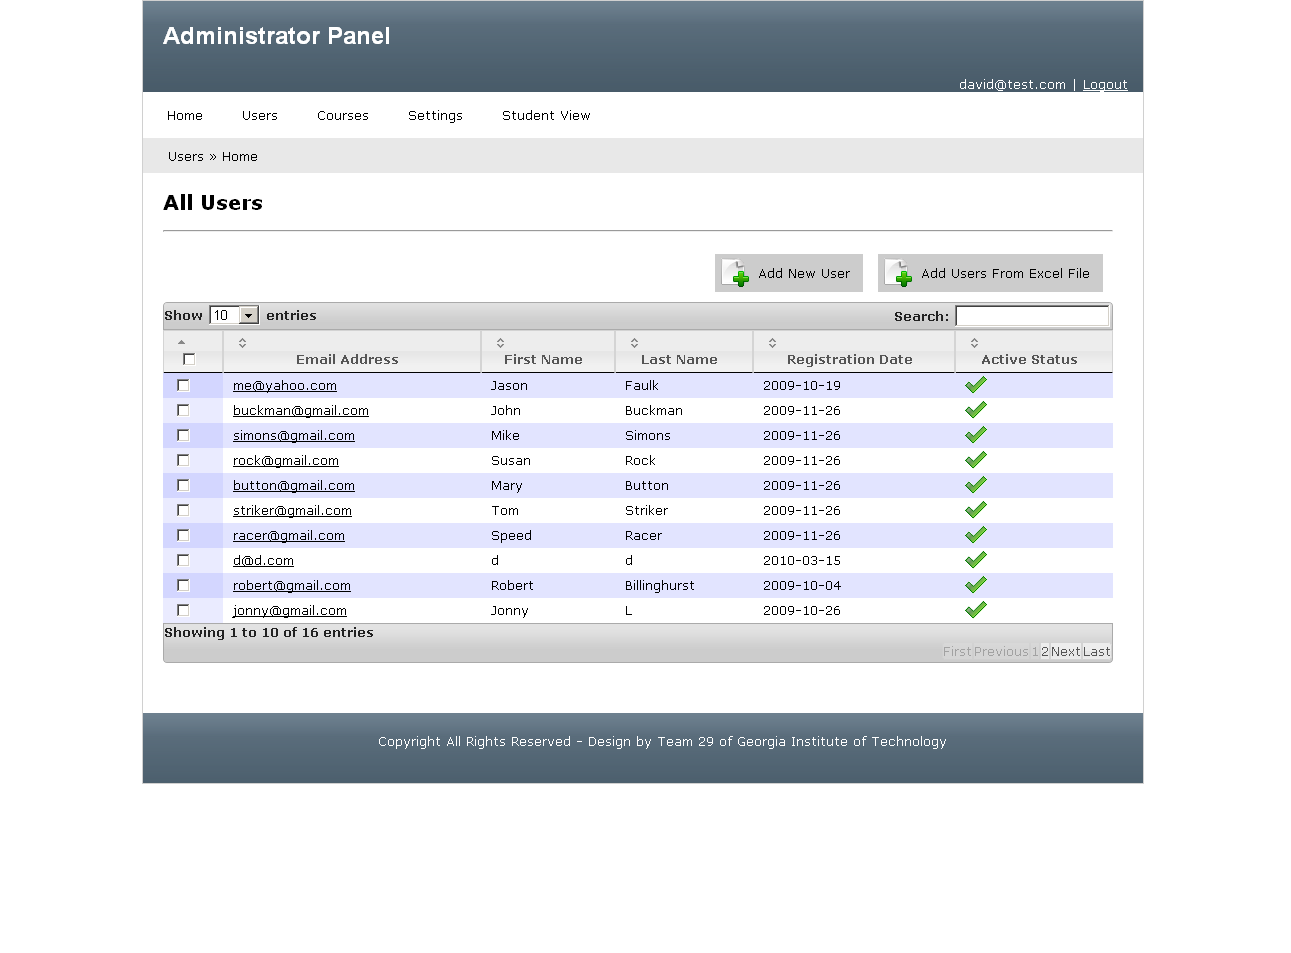 Administrator Panel
david@test.com | Logout
Home Users Courses Settings Student View
Users » Home
All Users
Add New User Add Users From Excel File
Show 10 entries Search:
Email Address First Name Last Name Registration Date Active Status
me@yahoo.com Jason Faulk 2009-10-19
buckman@gmail.com John Buckman 2009-11-26
simons@gmail.com Mike Simons 2009-11-26
rock@gmail.com Susan Rock 2009-11-26
button@gmail.com Mary Button 2009-11-26
striker@gmail.com Tom Striker 2009-11-26
racer@gmail.com Speed Racer 2009-11-26
d@d.com d d 2010-03-15
robert@gmail.com Robert Billinghurst 2009-10-04
jonny@gmail.com Jonny L 2009-10-26
Showing 1 to 10 of 16 entries
First Previous 1 2 Next Last
Copyright All Rights Reserved - Design by Team 29 of Georgia Institute of Technology